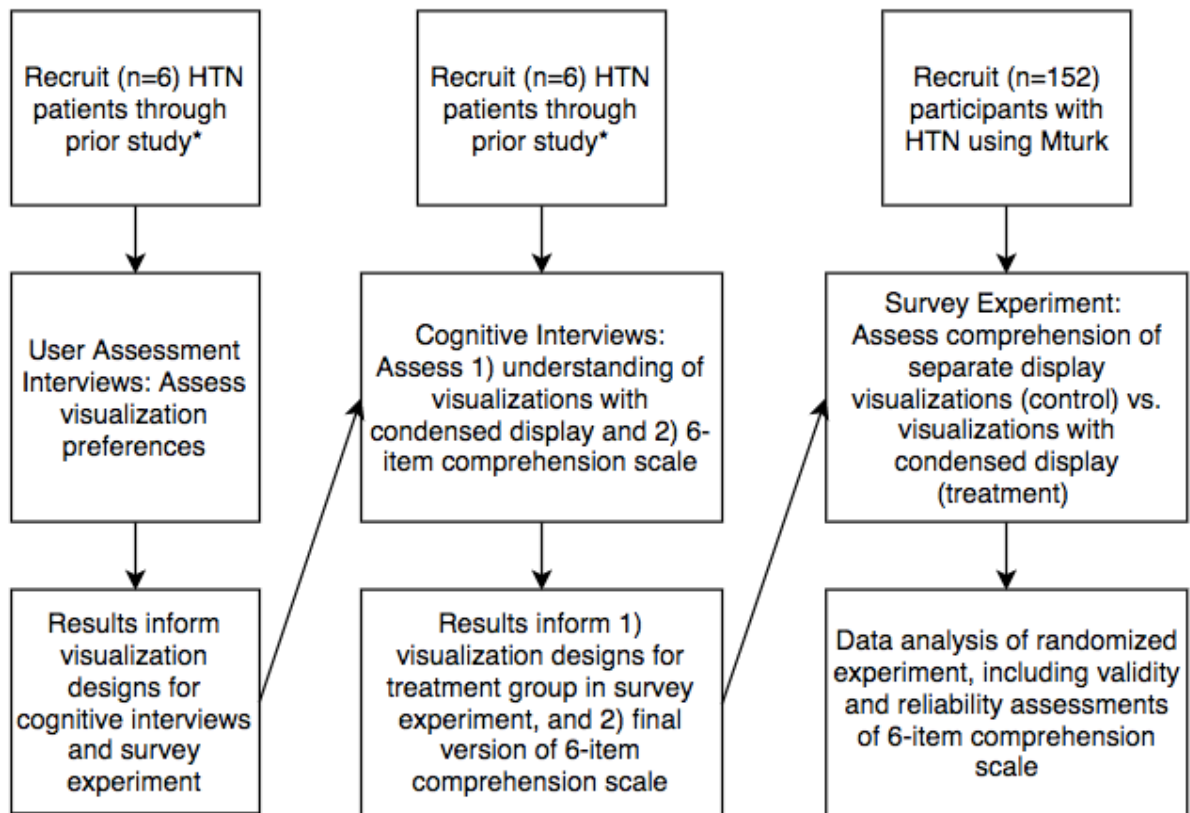 Recruit (n=6) HTN
patients through
prior study*
Recruit (n=6) HTN
patients through
prior study*
Recruit (n=152)
participants with
HTN using Mturk
User Assessment
Interviews: Assess
visualization
preferences
Cognitive Interviews:
Assess 1) understanding of
visualizations with
condensed display and 2) 6-
item comprehension scale
Survey Experiment:
Assess comprehension of
separate display
visualizations (control) vs.
visualizations with
condensed display
(treatment)
Results inform
visualization
designs for
cognitive interviews
and survey
experiment
Results inform 1)
visualization designs for
treatment group in survey
experiment, and 2) final
version of 6-item
comprehension scale
Data analysis of randomized
experiment, including validity
and reliability assessments
of 6-item comprehension
scale